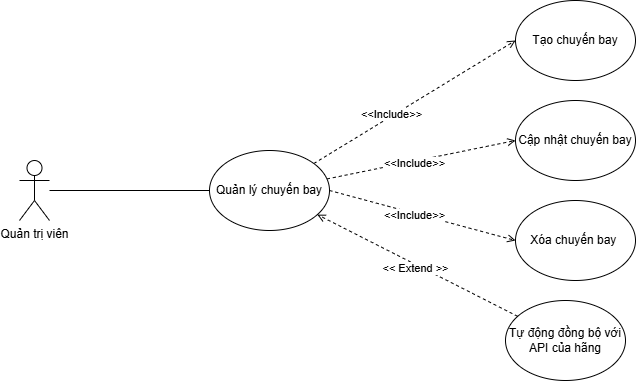 Tạo chuyến bay
<<Include>>
Cập nhật chuyến bay
<<Include>>
Quản lý chuyến bay
<<Include>>
Quản trị viên
Xóa chuyến bay
<< Extend >>
Tự động đồng bộ với
API của hãng